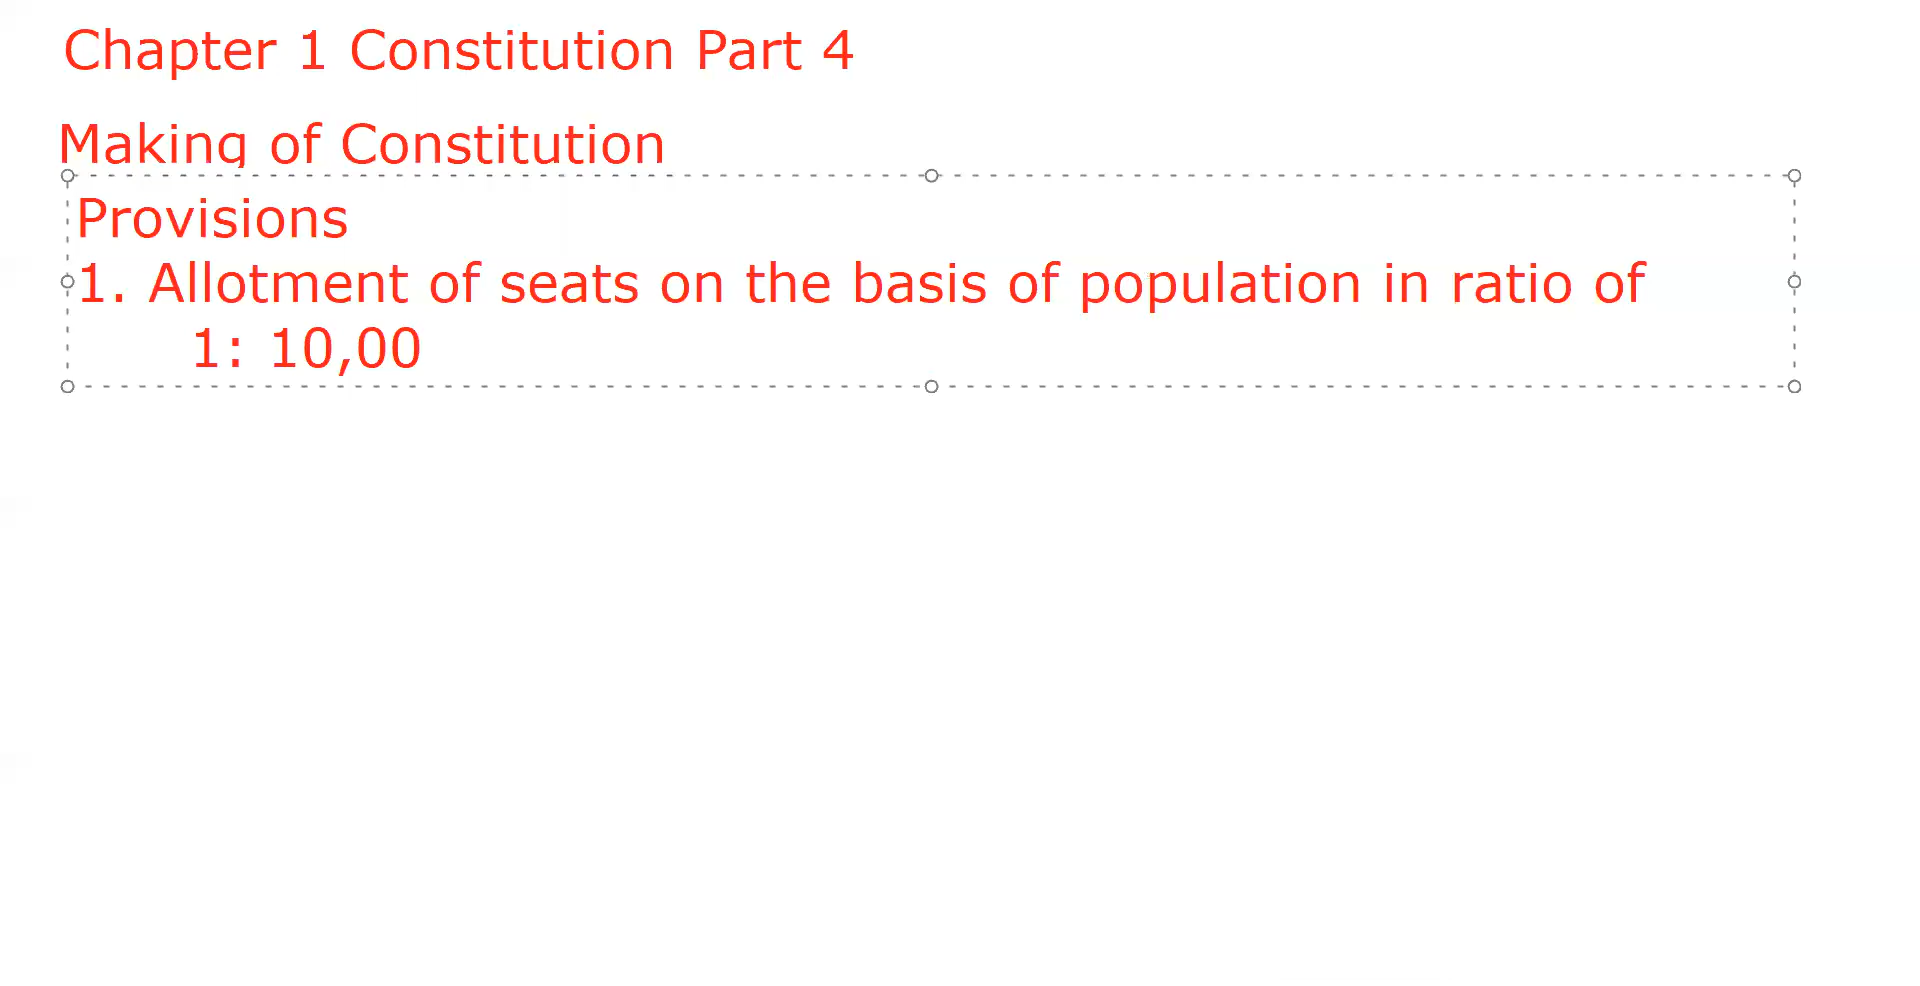 Chapter 1 Constitution Part 4
Making of Constitution
Provisions
1. Allotment of seats on the basis of population in ratio of
1: 10,00